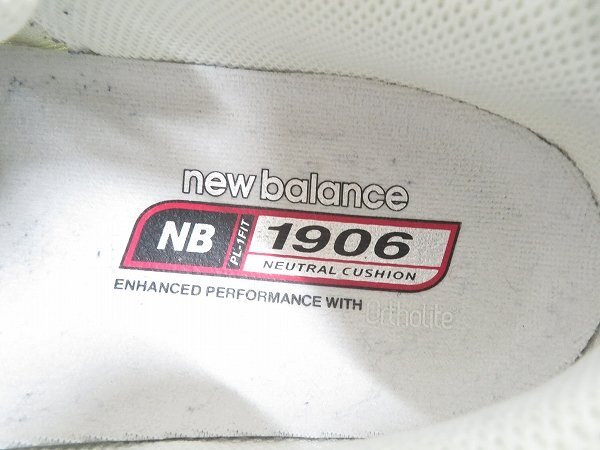 new balance
NB PL-1FIT 1906
NEUTRAL CUSHION
ENHANCED PERFORMANCE WITH Ortholite